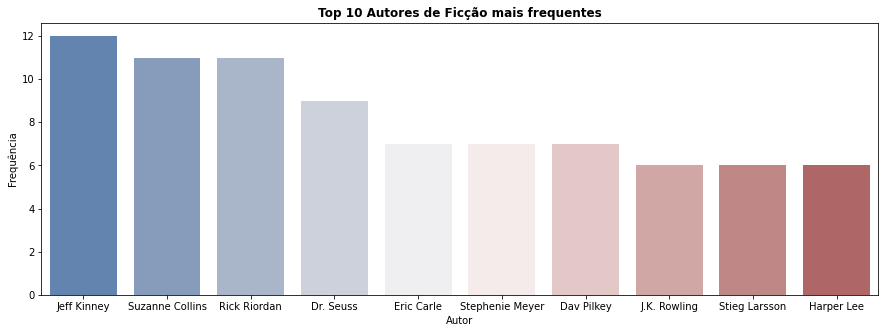 Top 10 Autores de Ficção mais frequentes
12
10
8
6
4
2
0
Frequência
Jeff Kinney Suzanne Collins Rick Riordan Dr. Seuss Eric Carle Stephenie Meyer Dav Pilkey J.K. Rowling Stieg Larsson Harper Lee
Autor